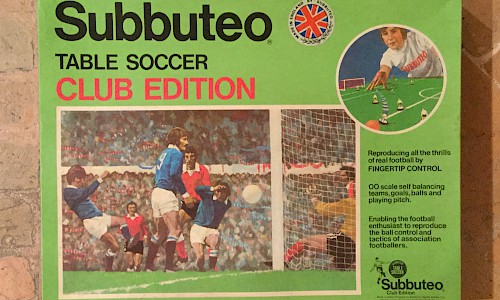 Subbuteo®
TABLE SOCCER
CLUB EDITION
Reproducing all the thrills
of real football by
FINGERTIP CONTROL
OO scale self balancing
teams, goals, balls and
playing pitch.
Enabling the football
enthusiast to reproduce
the ball control and
tactics of association
footballers.
Subbuteo
Club Edition